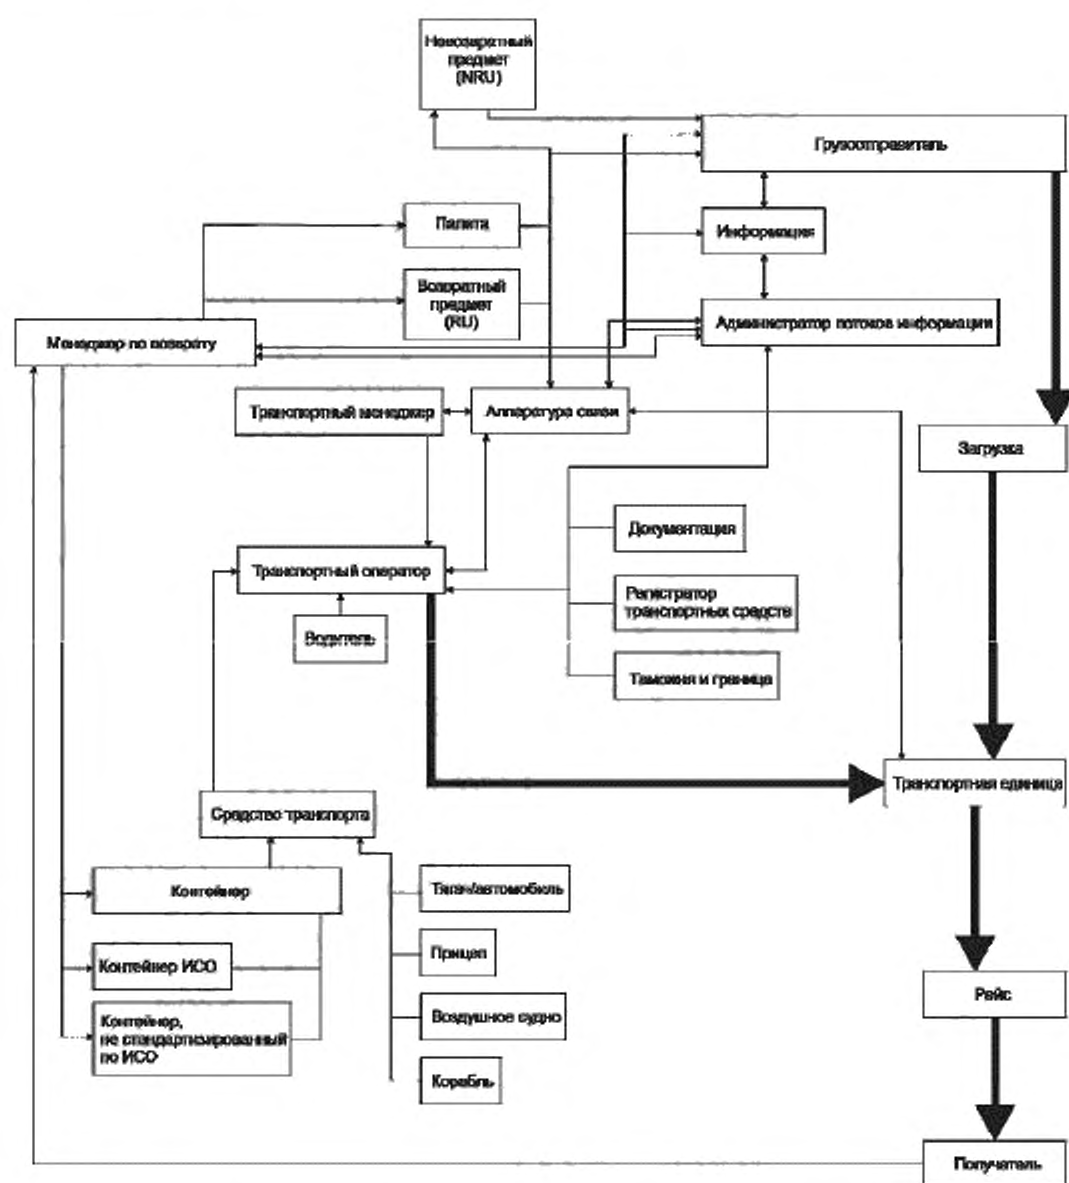 Невозвратный
предмет
(NRU)
Грузоотправитель
Палита
Информация
Возвратный
предмет
(RU)
Администратор потоков информации
Менеджер по возврату
Транспортный менеджер
Аппаратура связи
Загрузка
Документация
Транспортный оператор
Регистратор
транспортных средств
Водитель
Таможня и граница
Транспортная единица
Средство транспорта
Контейнер
Тягач/автомобиль
Прицеп
Контейнер ИСО
Рейс
Воздушное судно
Контейнер,
не стандартизированный
по ИСО
Корабль
Получатель